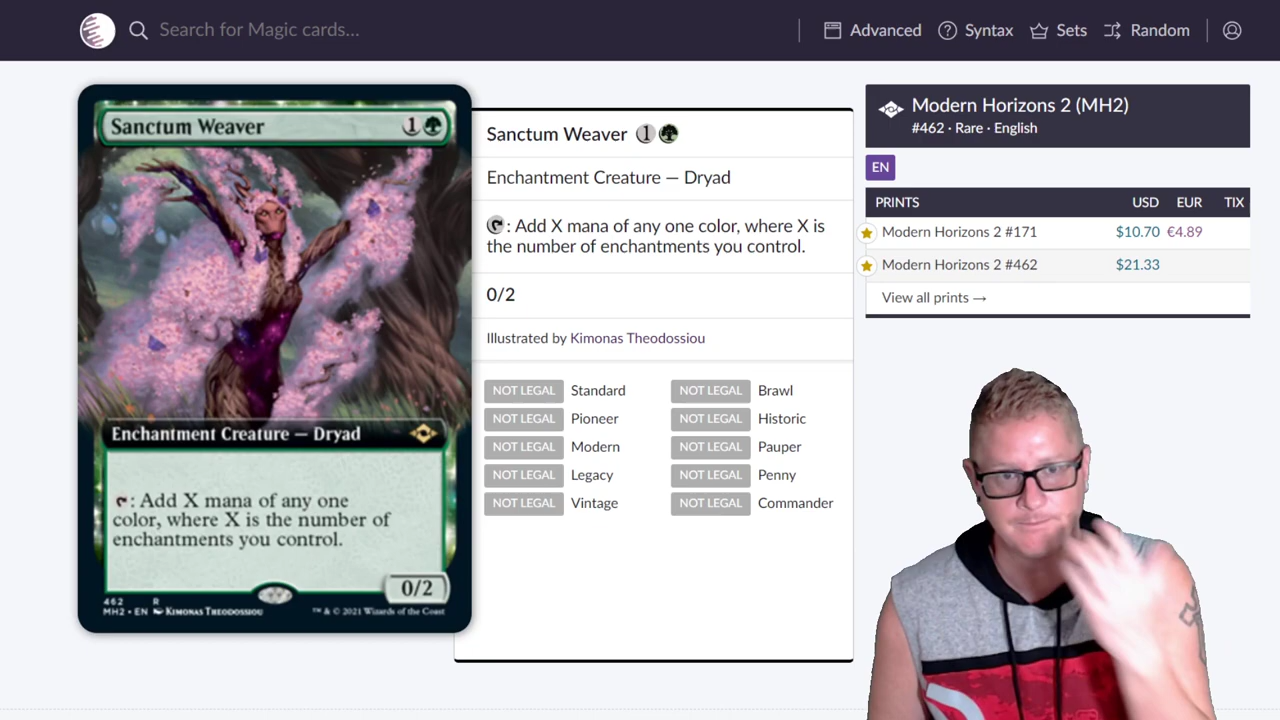 Search for Magic cards...
Advanced
Syntax
Sets
Random
Sanctum Weaver 1
Enchantment Creature — Dryad
: Add X mana of any one
color, where X is the number of
enchantments you control.
0/2
462 R
MH2 • EN KIMONAS THEODOSSIOU
™ & © 2021 Wizards of the Coast
Sanctum Weaver 1
Enchantment Creature — Dryad
: Add X mana of any one color, where X is
the number of enchantments you control.
0/2
Illustrated by Kimonas Theodossiou
NOT LEGAL Standard NOT LEGAL Brawl
NOT LEGAL Pioneer NOT LEGAL Historic
NOT LEGAL Modern NOT LEGAL Pauper
NOT LEGAL Legacy NOT LEGAL Penny
NOT LEGAL Vintage NOT LEGAL Commander
Modern Horizons 2 (MH2)
#462 · Rare · English
EN
PRINTS USD EUR TIX
Modern Horizons 2 #171 $10.70 €4.89
Modern Horizons 2 #462 $21.33
View all prints →